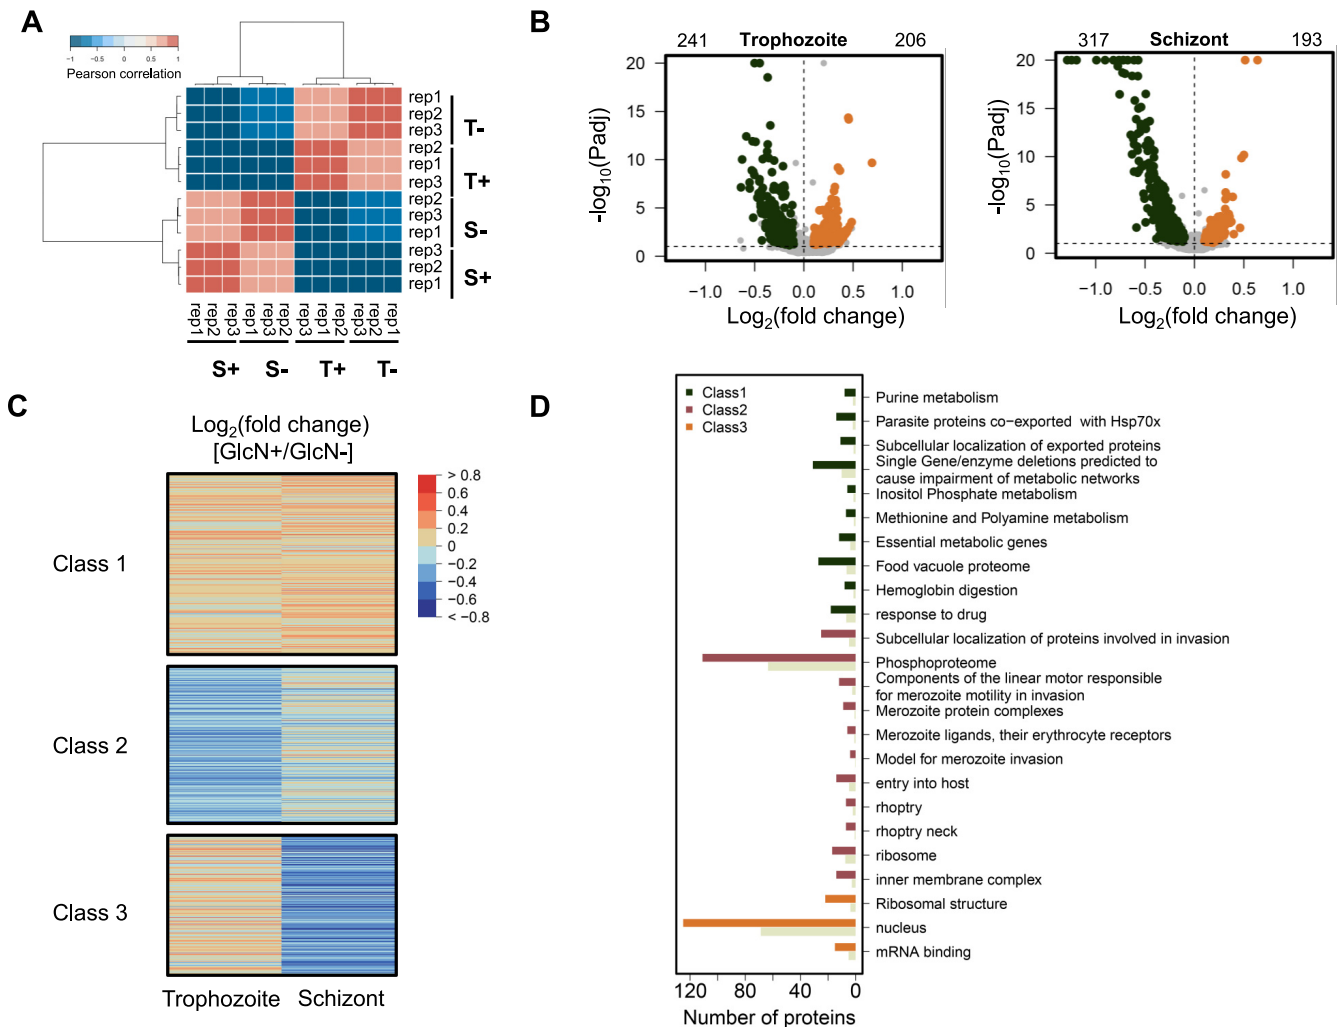 A
−1 −0.5 0 0.5 1
Pearson correlation
rep1
rep2
rep3
T-
rep2
rep1
rep3
T+
rep2
rep3
rep1
S-
rep3
rep2
rep1
S+
rep1 rep2 rep3 rep1 rep3 rep2 rep3 rep1 rep2 rep3 rep2 rep1
S+ S- T+ T-
B
241 Trophozoite 206
20
15
10
5
0
-log10(Padj)
−1.0 −0.5 0.0 0.5 1.0
Log2(fold change)
317 Schizont 193
20
15
10
5
0
-log10(Padj)
−1.0 −0.5 0.0 0.5 1.0
Log2(fold change)
C
Log2(fold change)
[GlcN+/GlcN-]
> 0.8
0.6
0.4
0.2
0
−0.2
−0.4
−0.6
< −0.8
Class 1
Class 2
Class 3
Trophozoite Schizont
D
Class1
Class2
Class3
Purine metabolism
Parasite proteins co−exported with Hsp70x
Subcellular localization of exported proteins
Single Gene/enzyme deletions predicted to
cause impairment of metabolic networks
Inositol Phosphate metabolism
Methionine and Polyamine metabolism
Essential metabolic genes
Food vacuole proteome
Hemoglobin digestion
response to drug
Subcellular localization of proteins involved in invasion
Phosphoproteome
Components of the linear motor responsible
for merozoite motility in invasion
Merozoite protein complexes
Merozoite ligands, their erythrocyte receptors
Model for merozoite invasion
entry into host
rhoptry
rhoptry neck
ribosome
inner membrane complex
Ribosomal structure
nucleus
mRNA binding
120 80 40 0
Number of proteins